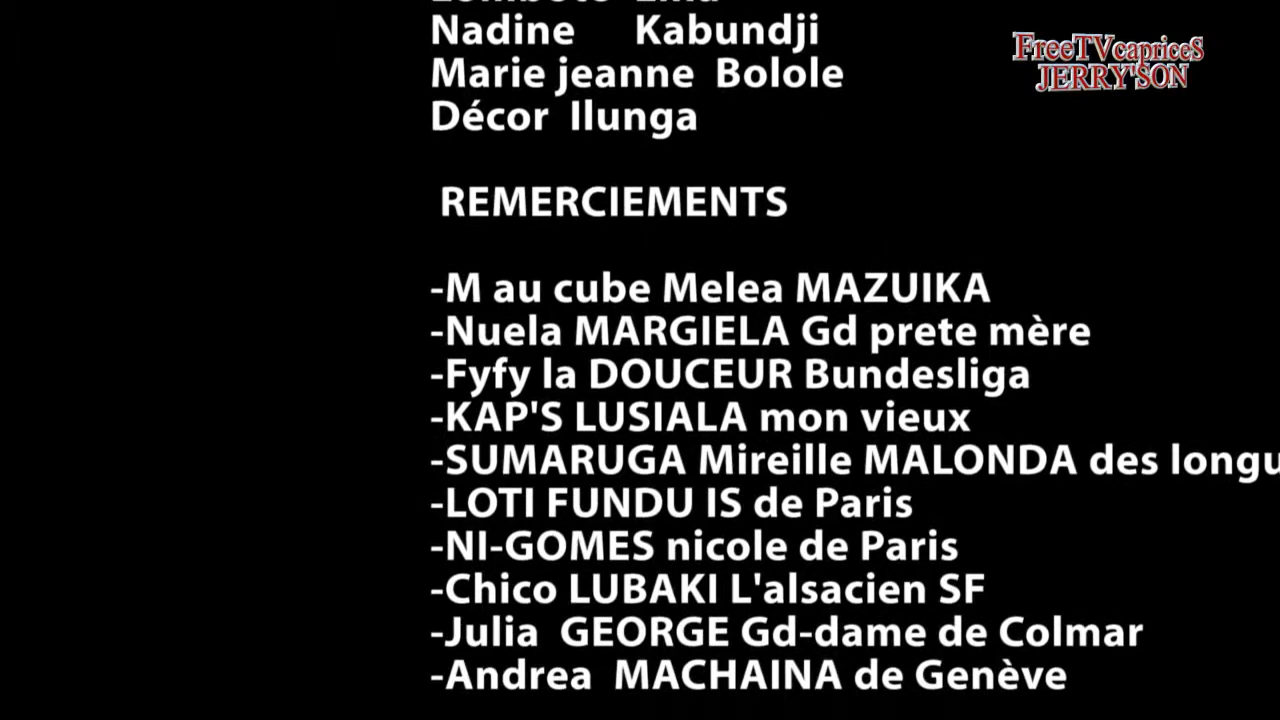 Nadine Kabundji
Marie jeanne Bolole
Décor Ilunga
REMERCIEMENTS
-M au cube Melea MAZUIKA
-Nuela MARGIELA Gd prete mère
-Fyfy la DOUCEUR Bundesliga
-KAP'S LUSIALA mon vieux
-SUMARUGA Mireille MALONDA des longu
-LOTI FUNDU IS de Paris
-NI-GOMES nicole de Paris
-Chico LUBAKI L'alsacien SF
-Julia GEORGE Gd-dame de Colmar
-Andrea MACHAINA de Genève
FreeTVcapriceS
JERRY'SON